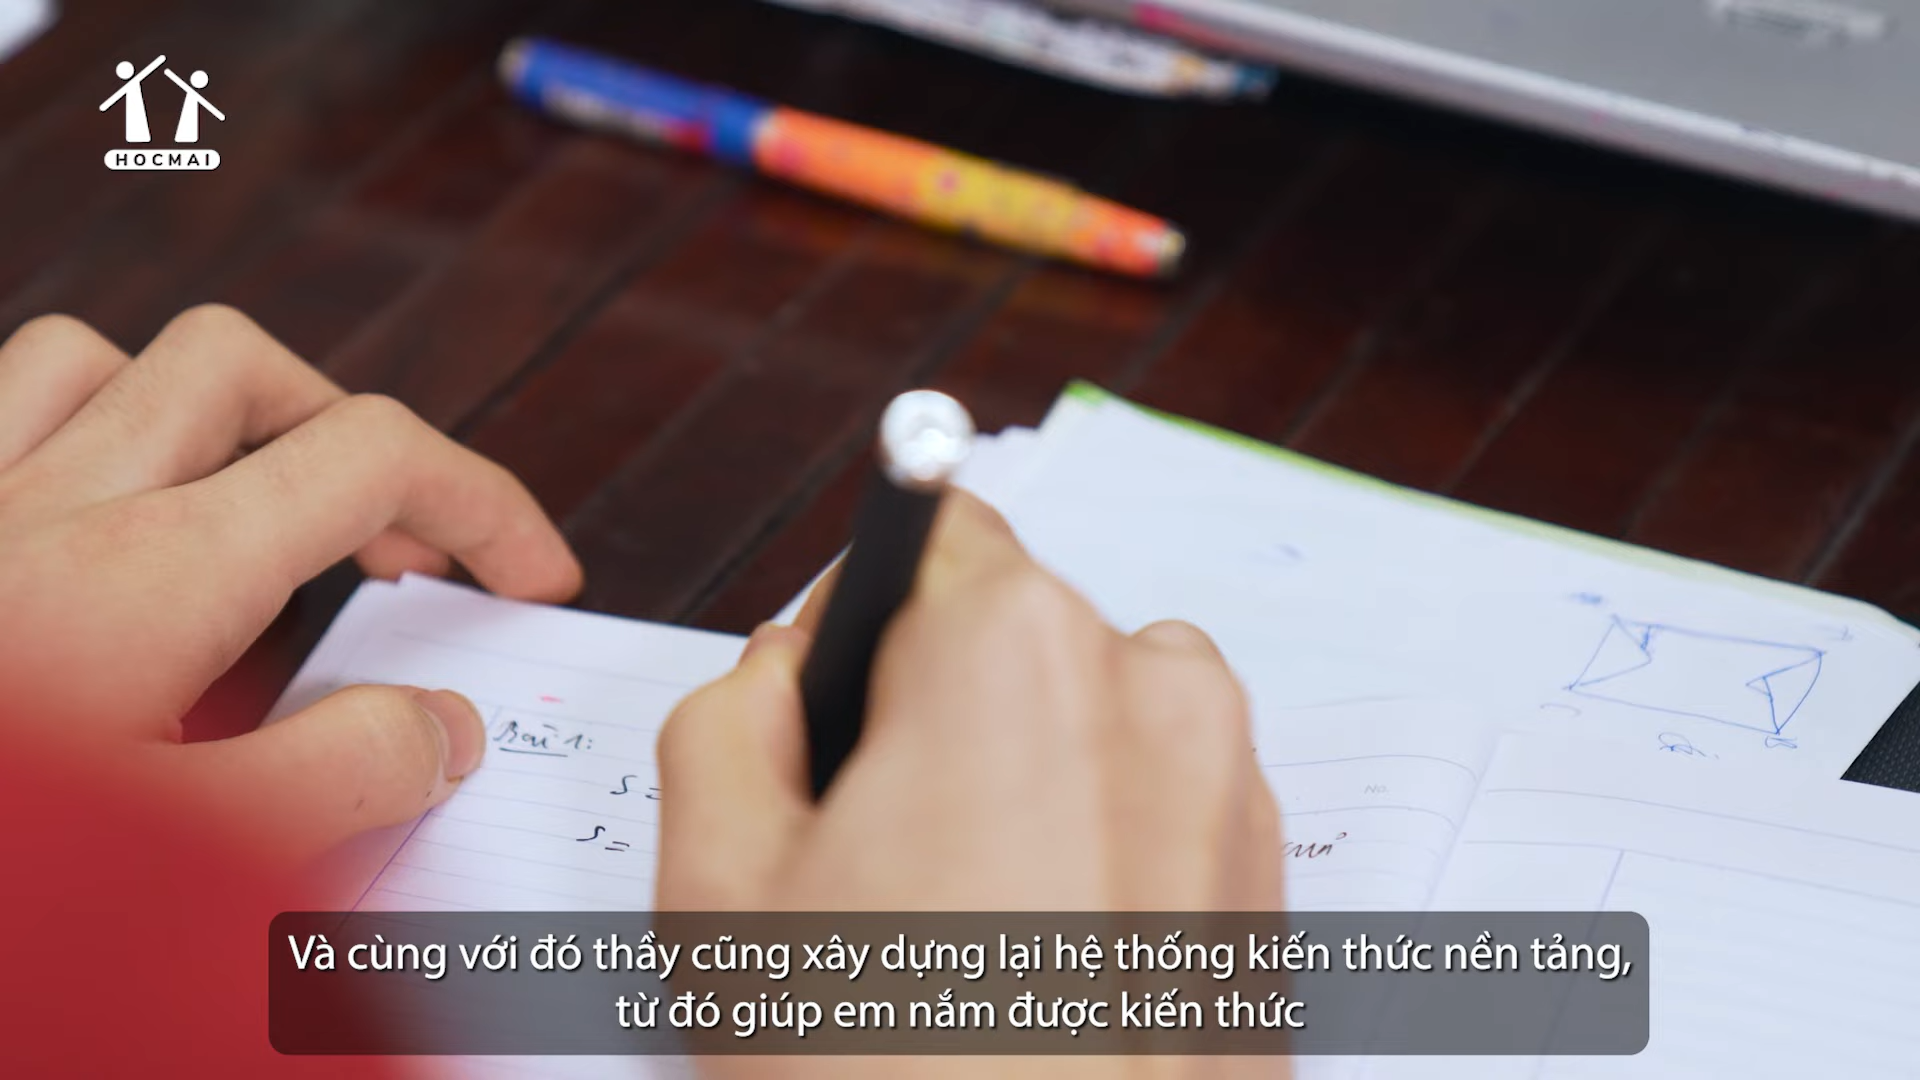 HOCMAI
Bài 1:
S =
S =
No.
Và cùng với đó thầy cũng xây dựng lại hệ thống kiến thức nền tảng,
từ đó giúp em nắm được kiến thức